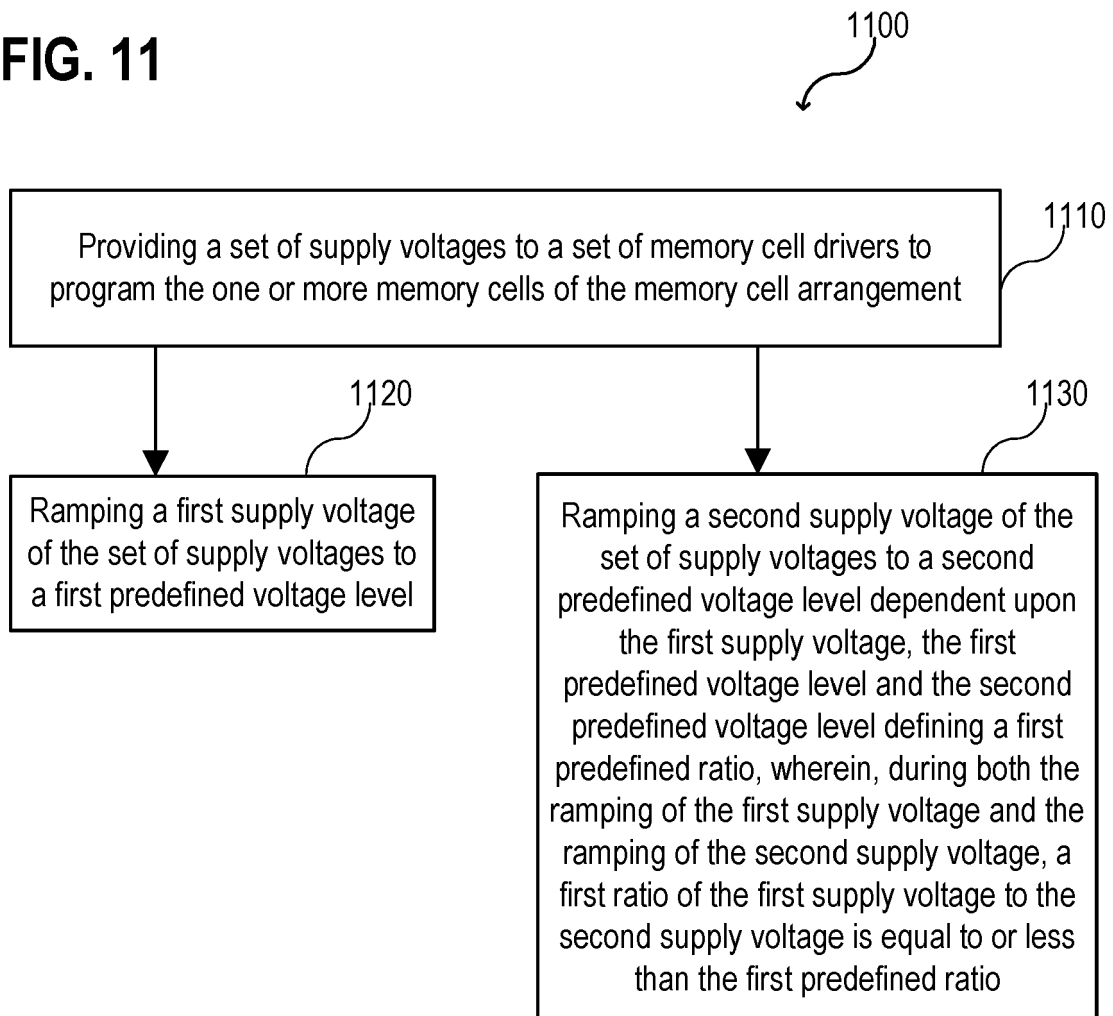 FIG. 11
1100
1110
Providing a set of supply voltages to a set of memory cell drivers to
program the one or more memory cells of the memory cell arrangement
1120
1130
Ramping a first supply voltage
of the set of supply voltages to
a first predefined voltage level
Ramping a second supply voltage of the
set of supply voltages to a second
predefined voltage level dependent upon
the first supply voltage, the first
predefined voltage level and the second
predefined voltage level defining a first
predefined ratio, wherein, during both the
ramping of the first supply voltage and the
ramping of the second supply voltage, a
first ratio of the first supply voltage to the
second supply voltage is equal to or less
than the first predefined ratio